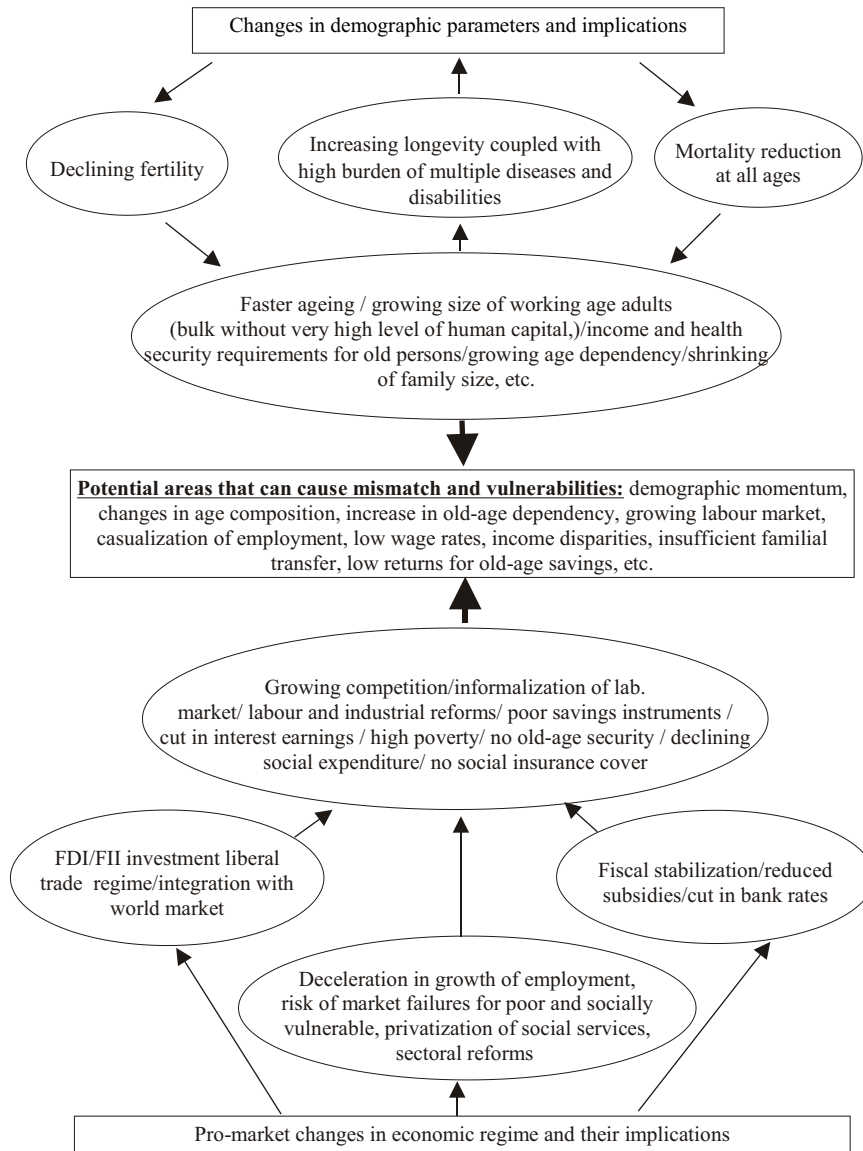 Changes in demographic parameters and implications
Declining fertility
Increasing longevity coupled with
high burden of multiple diseases and
disabilities
Mortality reduction
at all ages
Faster ageing / growing size of working age adults
(bulk without very high level of human capital,)/income and health
security requirements for old persons/growing age dependency/shrinking
of family size, etc.
Potential areas that can cause mismatch and vulnerabilities: demographic momentum,
changes in age composition, increase in old-age dependency, growing labour market,
casualization of employment, low wage rates, income disparities, insufficient familial
transfer, low returns for old-age savings, etc.
Growing competition/informalization of lab.
market/ labour and industrial reforms/ poor savings instruments /
cut in interest earnings / high poverty/ no old-age security / declining
social expenditure/ no social insurance cover
FDI/FII investment liberal
trade regime/integration with
world market
Fiscal stabilization/reduced
subsidies/cut in bank rates
Deceleration in growth of employment,
risk of market failures for poor and socially
vulnerable, privatization of social services,
sectoral reforms
Pro-market changes in economic regime and their implications